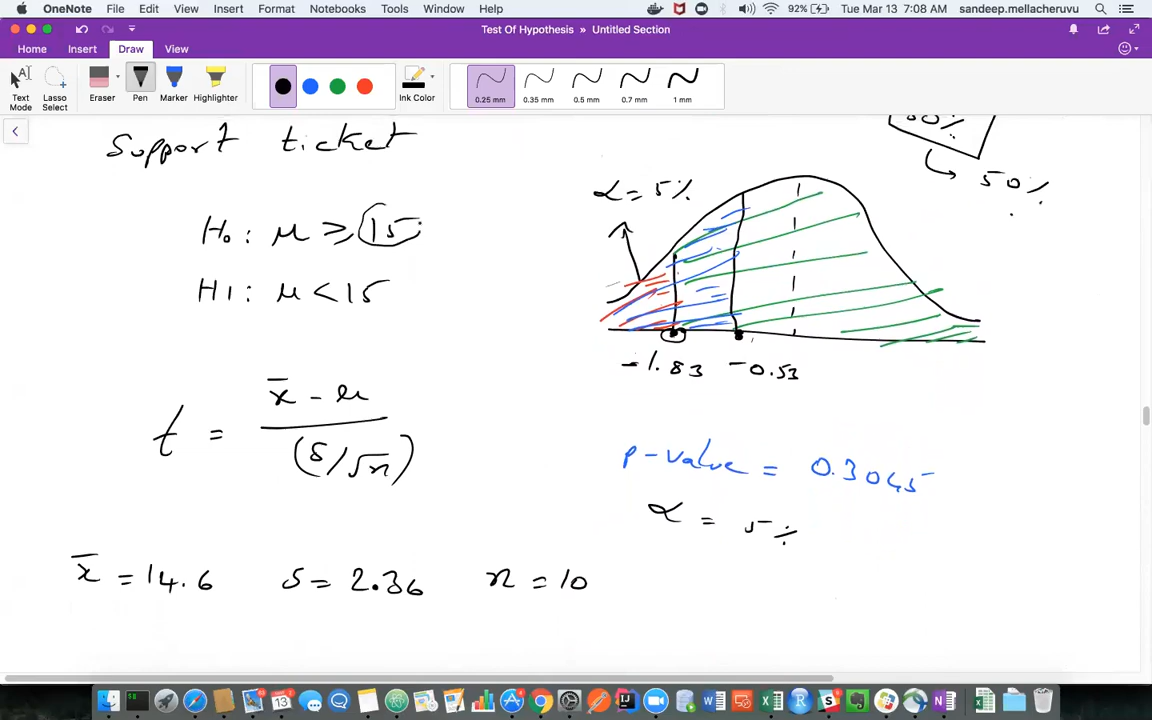 OneNote File Edit View Insert Format Notebooks Tools Window Help 92% Tue Mar 13 7:08 AM sandeep.mellacheruvu
Test Of Hypothesis » Untitled Section
Home Insert Draw View
Text Mode
Lasso Select
Eraser
Pen
Marker
Highlighter
Ink Color
0.25 mm
0.35 mm
0.5 mm
0.7 mm
1 mm
Support ticket
50%
α = 5%
H₀ : μ ≥ 15
H1 : μ < 15
-1.83 -0.53
t = x̄ - μ / (s/√n)
p-value = 0.3045
α = 5%
x̄ = 14.6 s = 2.36 n = 10